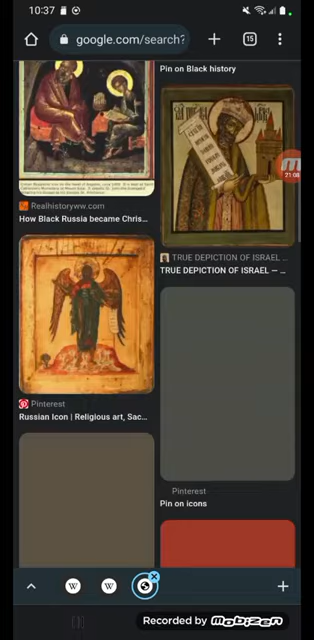 10:37
google.com/search?
15
Pin on Black history
21:08
Realhistoryww.com
How Black Russia became Chris...
TRUE DEPICTION OF ISRAEL ...
TRUE DEPICTION OF ISRAEL — ...
Pinterest
Russian Icon | Religious art, Sac...
Pinterest
Pin on icons
W
W
Recorded by mobizen